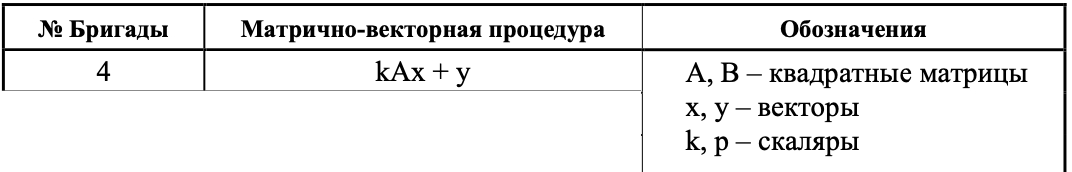 № Бригады Матрично-векторная процедура Обозначения
4 kAx + y A, B – квадратные матрицы
x, y – векторы
k, p – скаляры